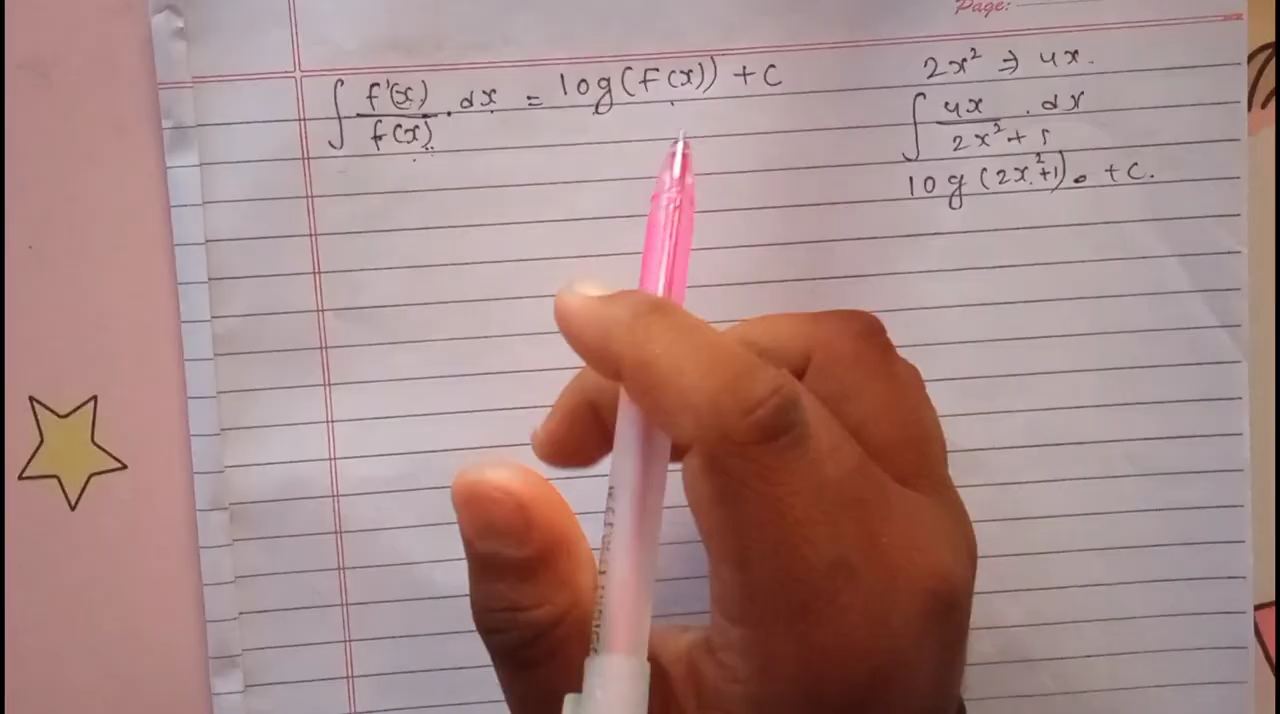 Page:
∫ f'(x)/f(x) . dx = log(f(x)) + c
2x² ⇒ 4x.
∫ 4x/2x²+1 . dx
log(2x²+1). + c.